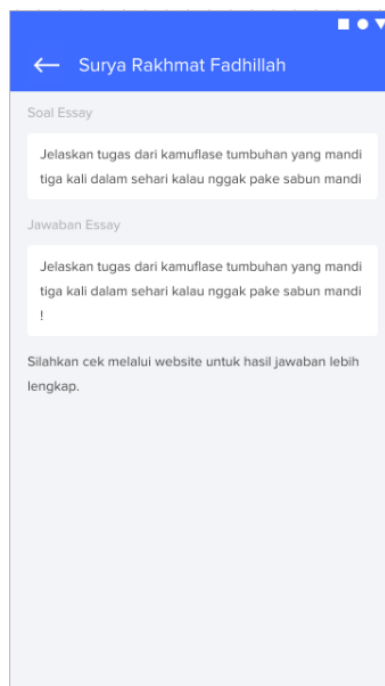 Surya Rakhmat Fadhillah
Soal Essay
Jelaskan tugas dari kamuflase tumbuhan yang mandi
tiga kali dalam sehari kalau nggak pake sabun mandi
Jawaban Essay
Jelaskan tugas dari kamuflase tumbuhan yang mandi
tiga kali dalam sehari kalau nggak pake sabun mandi
!
Silahkan cek melalui website untuk hasil jawaban lebih
lengkap.